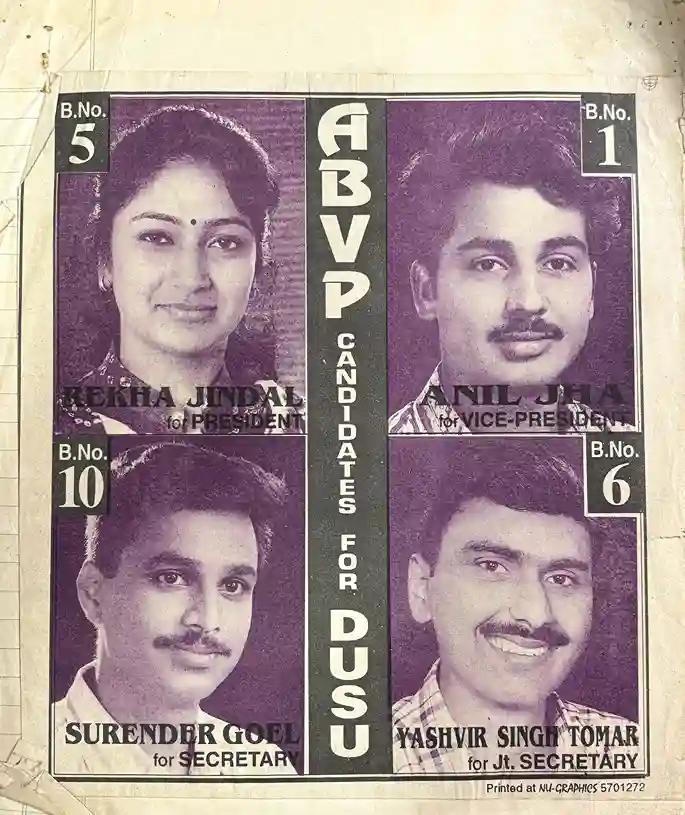 B.No.
5
REKHA JINDAL
for PRESIDENT
B.No.
1
ANIL JHA
for VICE-PRESIDENT
ABVP
CANDIDATES
FOR
DUSU
B.No.
10
SURENDER GOEL
for SECRETARY
B.No.
6
YASHVIR SINGH TOMAR
for Jt. SECRETARY
Printed at NU-GRAPHICS 5701272